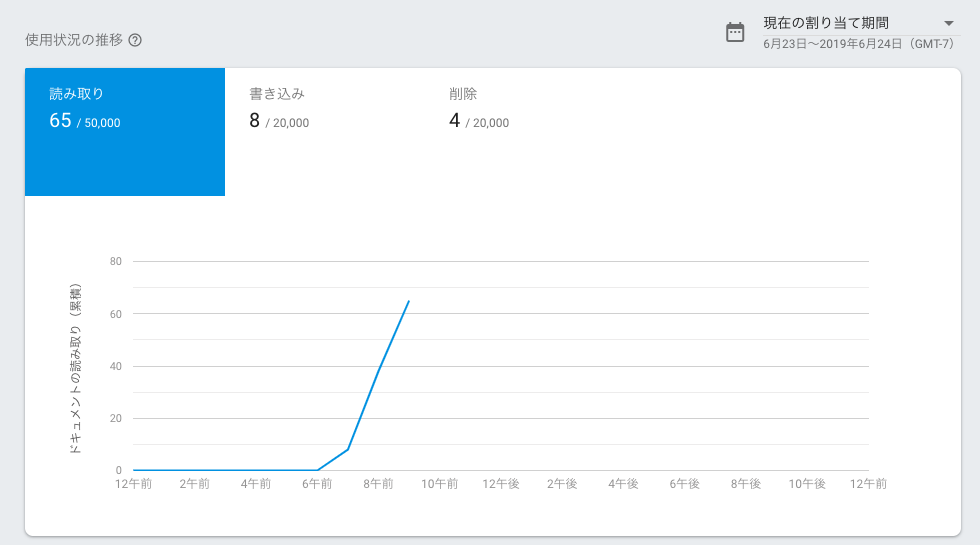 現在の割り当て期間
使用状況の推移
6月23日～2019年6月24日（GMT-7）
読み取り
65 / 50,000
書き込み
8 / 20,000
削除
4 / 20,000
ドキュメントの読み取り（累積）
80
60
40
20
0
12午前 2午前 4午前 6午前 8午前 10午前 12午後 2午後 4午後 6午後 8午後 10午後 12午前